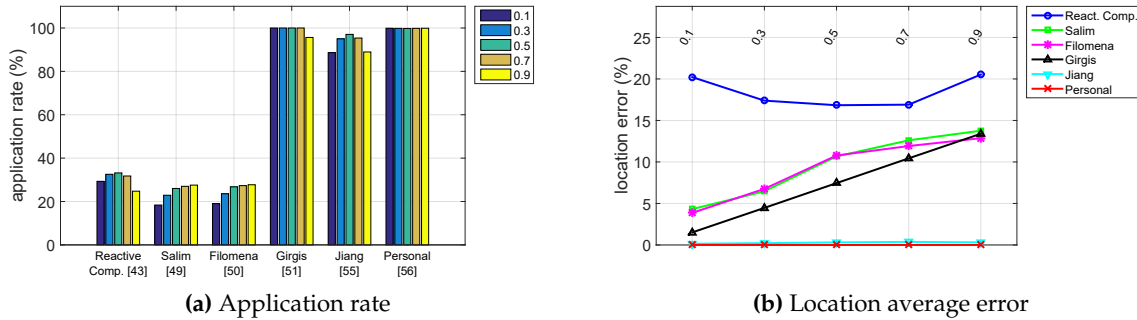 application rate (%)
100
80
60
40
20
0
0.1
0.3
0.5
0.7
0.9
Reactive
Comp. [43]
Salim
[49]
Filomena
[50]
Girgis
[51]
Jiang
[55]
Personal
[56]
(a) Application rate
location error (%)
25
20
15
10
5
0
0.1
0.3
0.5
0.7
0.9
React. Comp.
Salim
Filomena
Girgis
Jiang
Personal
(b) Location average error